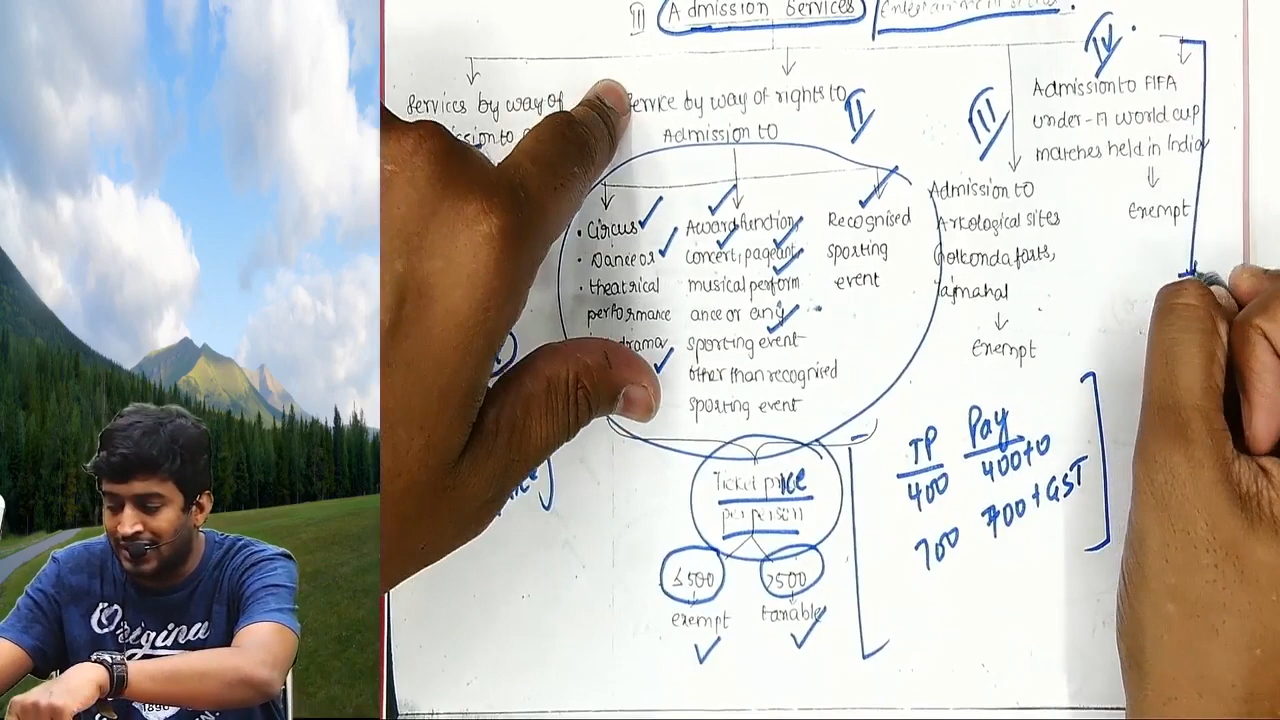 II) Admission Services
Services by way of
service by way of rights to
Admission to
II
• Circus
• Dance or
• theatrical
performance
drama
Award function,
concert, pageant,
musical perform
ance or any
sporting event
other than recognised
sporting event
Recognised
sporting
event
Ticket price
per person
≤500
exempt
>500
taxable
III
Admission to
Arkological sites
Golkonda forts,
Tajmahal
Exempt
IV.
Admission to FIFA
under-17 world cup
matches held in India
Exempt
TP Pay
400 400+0
700 700+GST
Original
1890